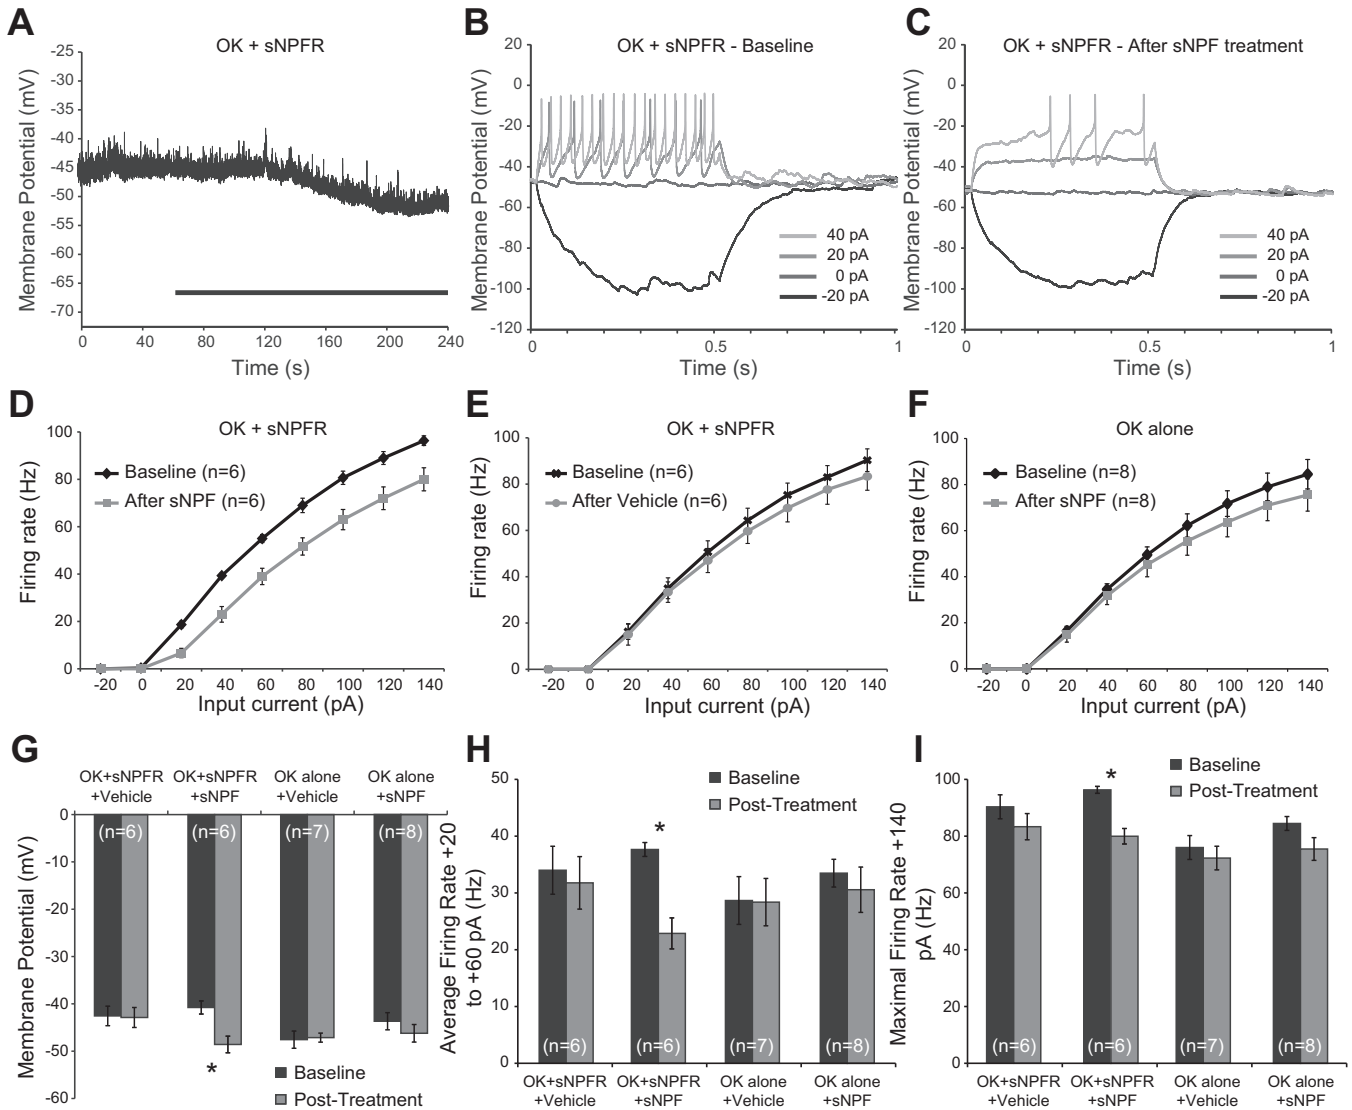 A
OK + sNPFR
-25
-30
-35
-40
-45
-50
-55
-60
-65
-70
Membrane Potential (mV)
0 40 80 120 160 200 240
Time (s)
B
OK + sNPFR - Baseline
20
0
-20
-40
-60
-80
-100
-120
Membrane Potential (mV)
40 pA
20 pA
0 pA
-20 pA
0 0.5 1
Time (s)
C
OK + sNPFR - After sNPF treatment
20
0
-20
-40
-60
-80
-100
-120
Membrane Potential (mV)
40 pA
20 pA
0 pA
-20 pA
0 0.5 1
Time (s)
D
OK + sNPFR
100
80
60
40
20
0
Firing rate (Hz)
Baseline (n=6)
After sNPF (n=6)
-20 0 20 40 60 80 100 120 140
Input current (pA)
E
OK + sNPFR
100
80
60
40
20
0
Firing rate (Hz)
Baseline (n=6)
After Vehicle (n=6)
-20 0 20 40 60 80 100 120 140
Input current (pA)
F
OK alone
100
80
60
40
20
0
Firing rate (Hz)
Baseline (n=8)
After sNPF (n=8)
-20 0 20 40 60 80 100 120 140
Input current (pA)
G
OK+sNPFR OK+sNPFR OK alone OK alone
+Vehicle +sNPF +Vehicle +sNPF
0
-10
-20
-30
-40
-50
-60
Membrane Potential (mV)
(n=6) (n=6) (n=7) (n=8)
*
Baseline
Post-Treatment
H
50
40
30
20
10
0
Average Firing Rate +20
to +60 pA (Hz)
Baseline
Post-Treatment
*
(n=6) (n=6) (n=7) (n=8)
OK+sNPFR OK+sNPFR OK alone OK alone
+Vehicle +sNPF +Vehicle +sNPF
I
100
80
60
40
20
0
Maximal Firing Rate +140
pA (Hz)
Baseline
Post-Treatment
*
(n=6) (n=6) (n=7) (n=8)
OK+sNPFR OK+sNPFR OK alone OK alone
+Vehicle +sNPF +Vehicle +sNPF